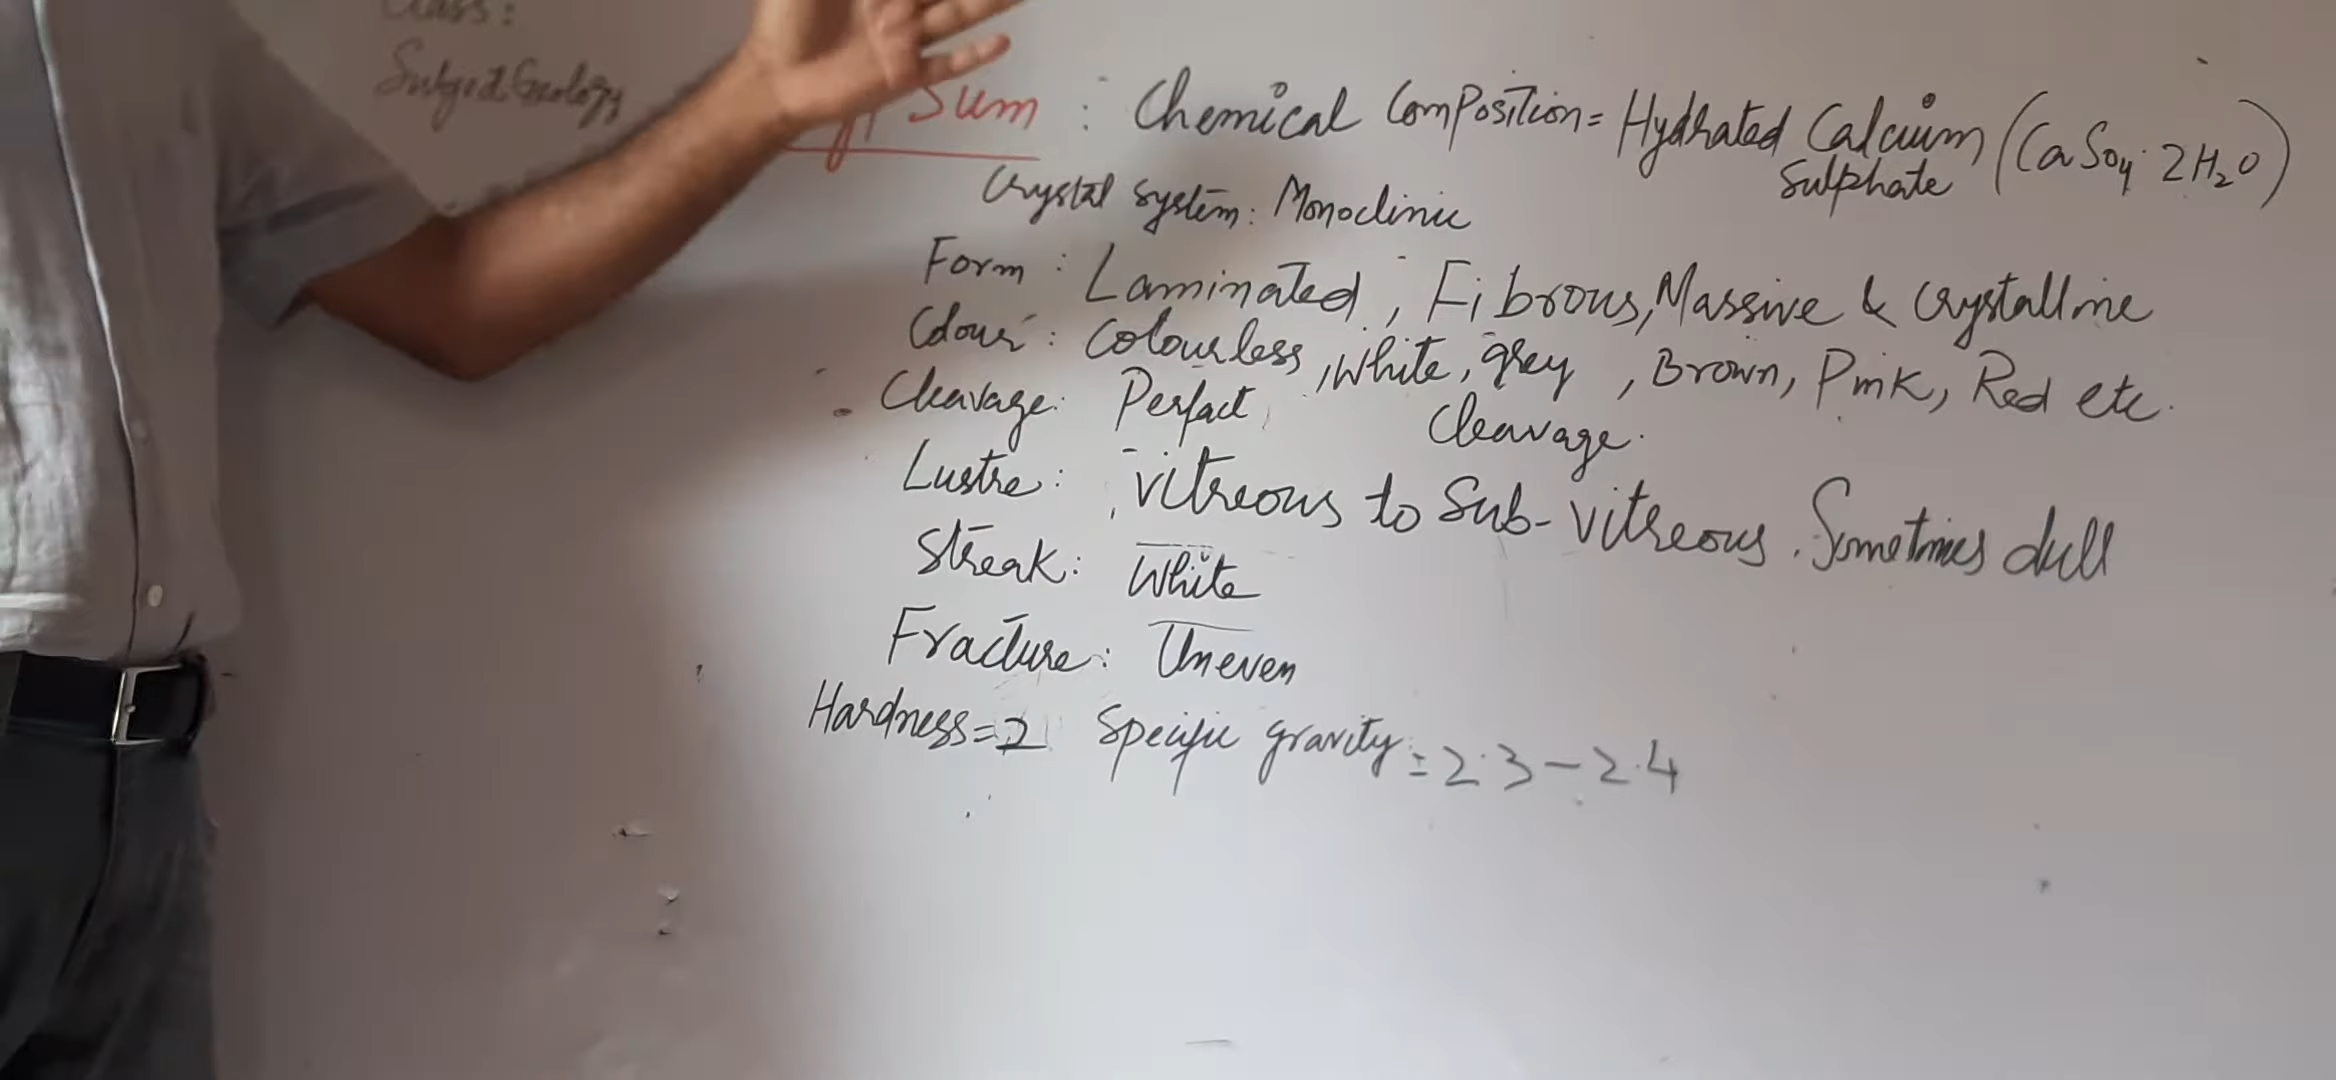 Class:
Subject: Geology
Sum : Chemical Composition = Hydrated Calcium Sulphate (CaSo4·2H2O)
Crystal system: Monoclinic
Form : Laminated, Fibrous, Massive & Crystalline
Colour : Colourless, White, grey, Brown, Pink, Red etc.
Cleavage: Perfact Cleavage.
Lustre: vitreous to Sub-vitreous. Sometimes dull
Streak: White
Fracture: Uneven
Hardness=2 Specific gravity = 2.3-2.4